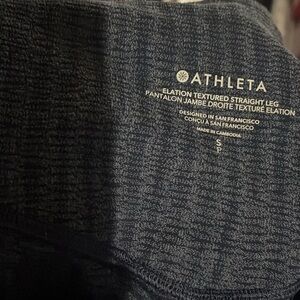 ATHLETA
ELATION TEXTURED STRAIGHT LEG
PANTALON JAMBE DROITE TEXTURÉ ELATION
DESIGNED IN SAN FRANCISCO
CONÇU À SAN FRANCISCO
MADE IN CAMBODIA
S
P